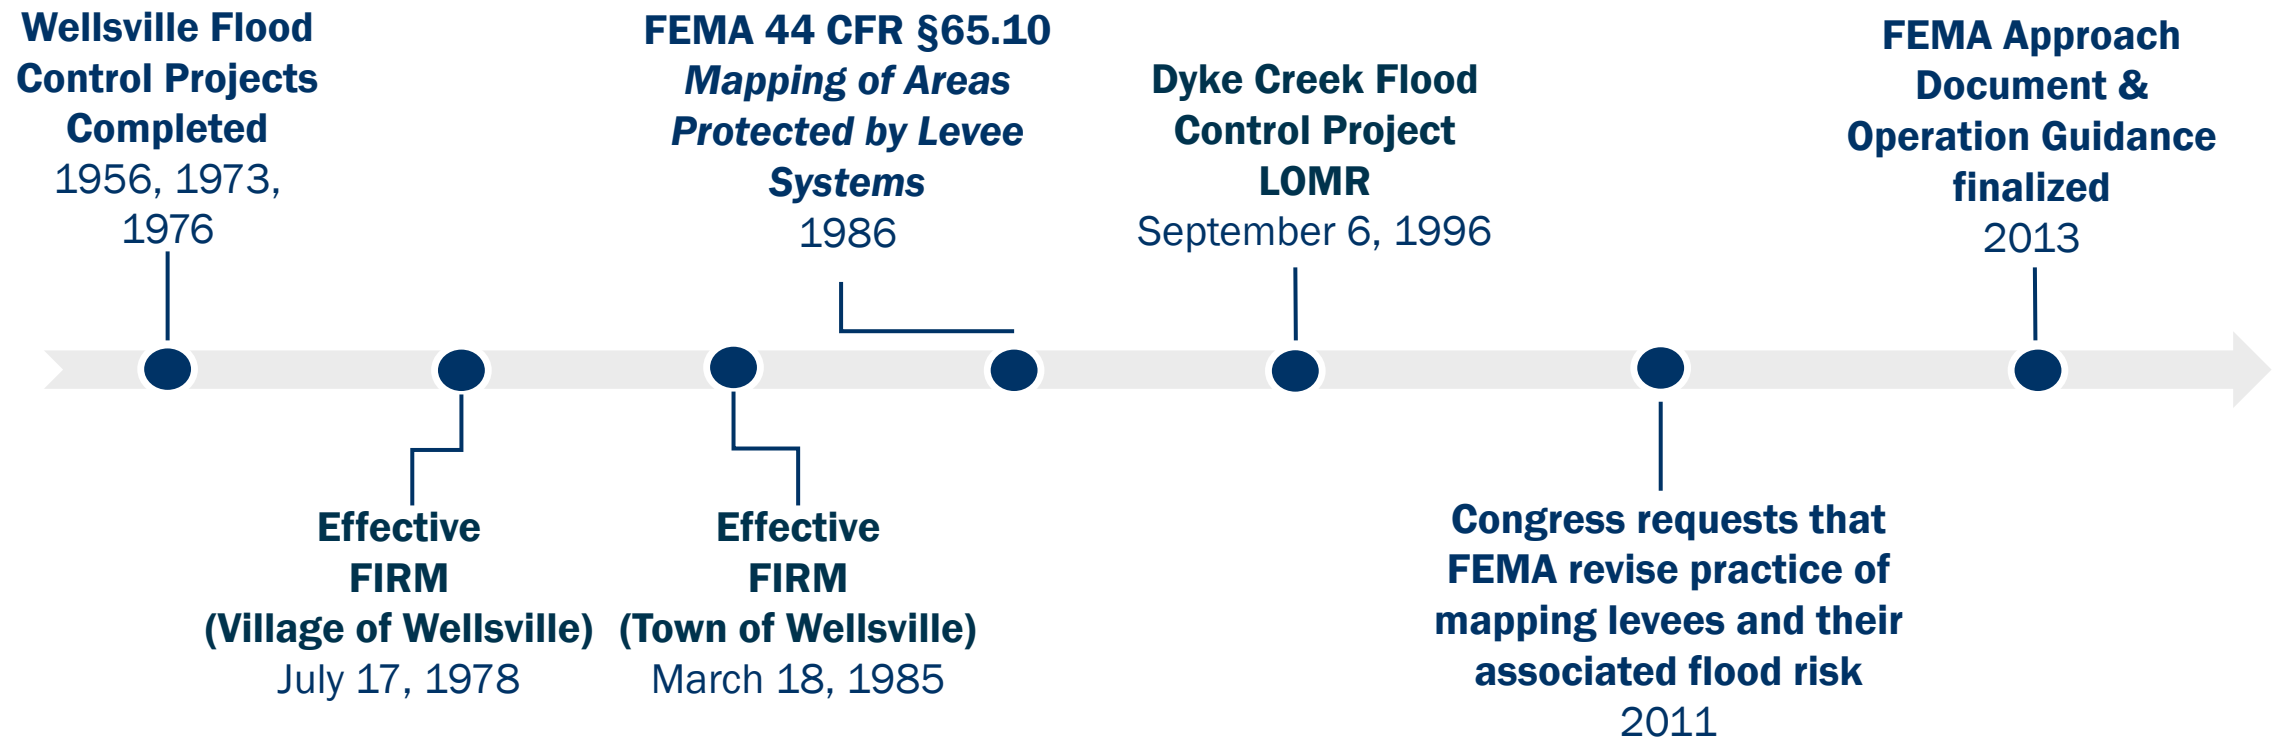 Wellsville Flood
Control Projects
Completed
1956, 1973,
1976
Effective
FIRM
(Village of Wellsville)
July 17, 1978
Effective
FIRM
(Town of Wellsville)
March 18, 1985
FEMA 44 CFR §65.10
Mapping of Areas
Protected by Levee
Systems
1986
Dyke Creek Flood
Control Project
LOMR
September 6, 1996
Congress requests that
FEMA revise practice of
mapping levees and their
associated flood risk
2011
FEMA Approach
Document &
Operation Guidance
finalized
2013